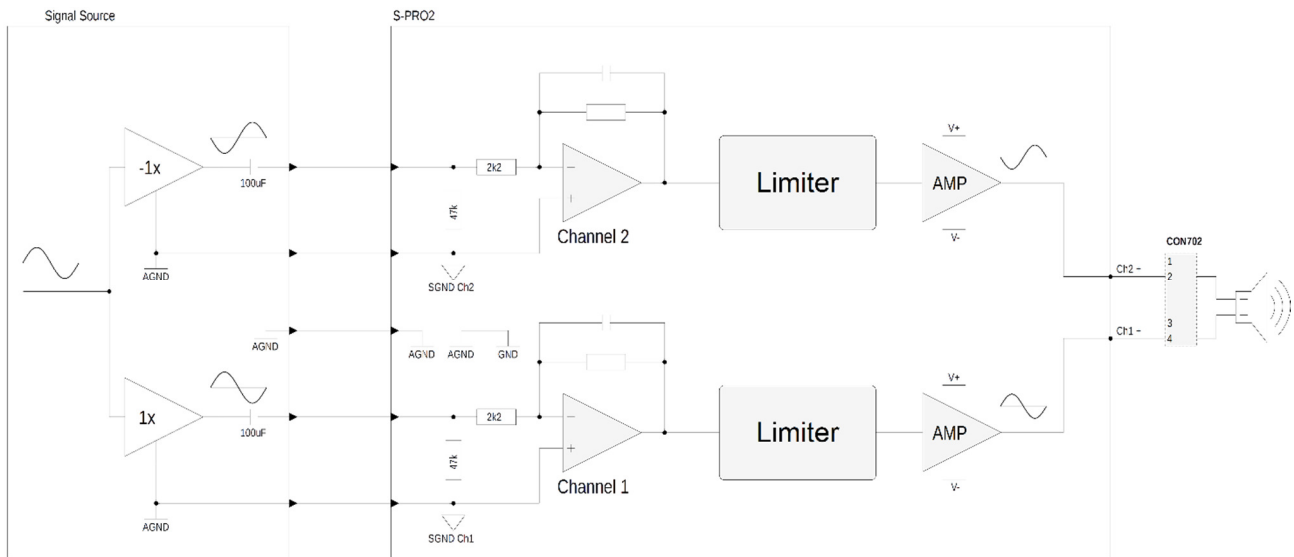 Signal Source
S-PRO2
-1x
100uF
AGND
47k
2k2
−
Channel 2
SGND Ch2
Limiter
V+
AMP
V-
CON702
Ch2 -
1
2
3
4
Ch1 -
AGND
AGND
AGND
GND
1x
100uF
AGND
47k
2k2
−
+
Channel 1
SGND Ch1
Limiter
V+
AMP
V-